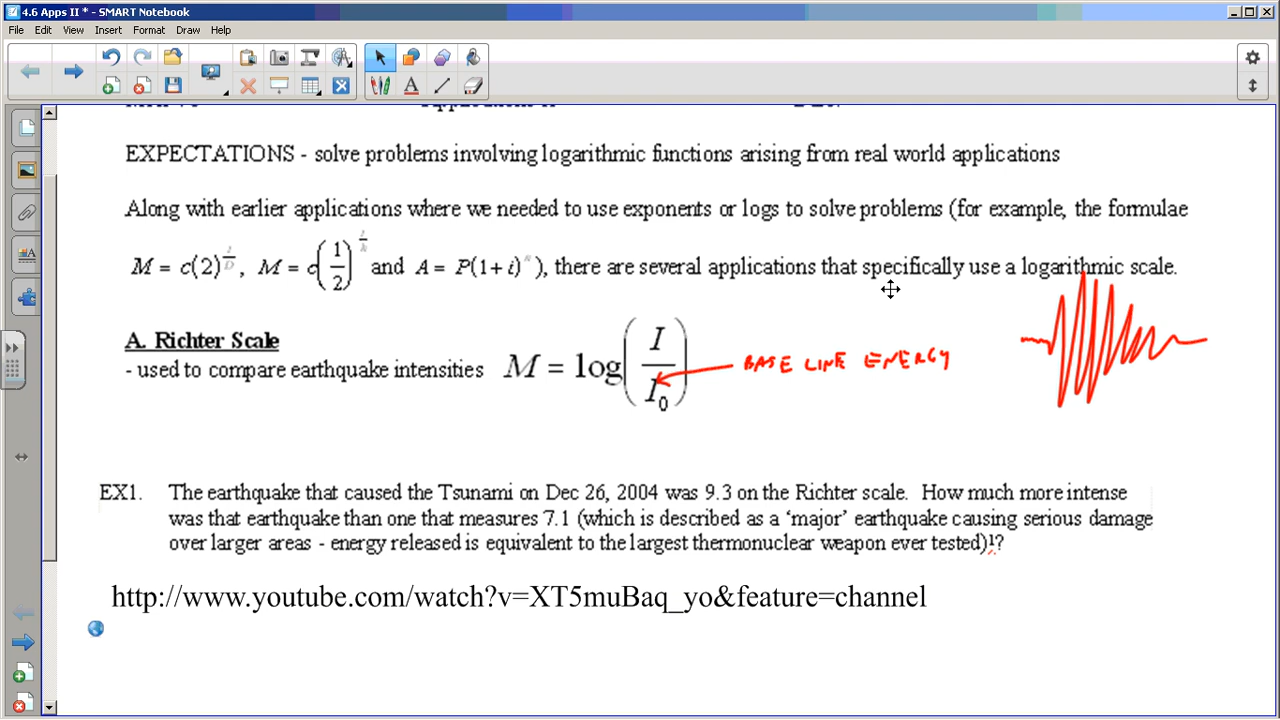 4.6 Apps II * - SMART Notebook
File Edit View Insert Format Draw Help
EXPECTATIONS - solve problems involving logarithmic functions arising from real world applications
Along with earlier applications where we needed to use exponents or logs to solve problems (for example, the formulae
M = c(2)^(t/D), M = c(1/2)^(t/h) and A = P(1+i)^n), there are several applications that specifically use a logarithmic scale.
A. Richter Scale
- used to compare earthquake intensities M = log(I/I₀) BASE LINE ENERGY
EX1. The earthquake that caused the Tsunami on Dec 26, 2004 was 9.3 on the Richter scale. How much more intense
was that earthquake than one that measures 7.1 (which is described as a ‘major’ earthquake causing serious damage
over larger areas - energy released is equivalent to the largest thermonuclear weapon ever tested)¹?
http://www.youtube.com/watch?v=XT5muBaq_yo&feature=channel